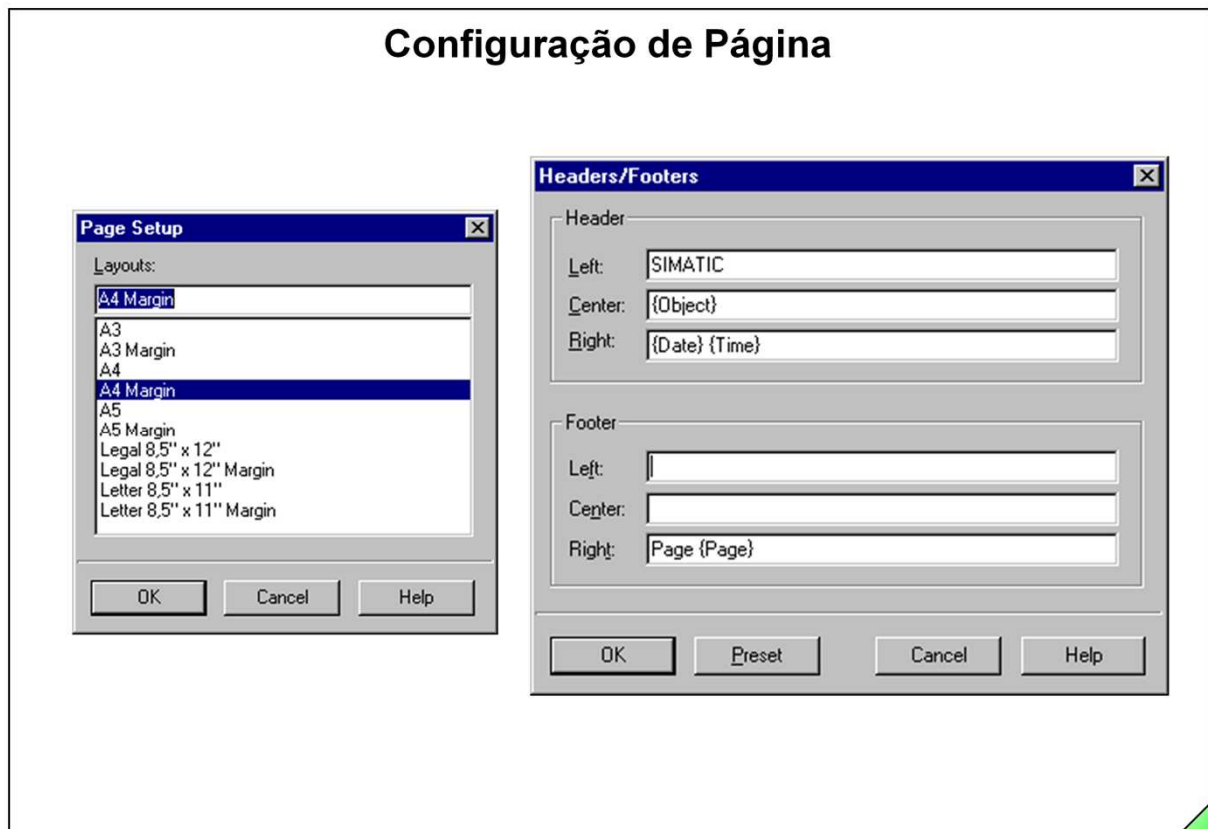 Configuração de Página
Page Setup
Layouts:
A4 Margin
A3
A3 Margin
A4
A4 Margin
A5
A5 Margin
Legal 8,5" x 12"
Legal 8,5" x 12" Margin
Letter 8,5" x 11"
Letter 8,5" x 11" Margin
OK Cancel Help
Headers/Footers
Header
Left: SIMATIC
Center: {Object}
Right: {Date} {Time}
Footer
Left:
Center:
Right: Page {Page}
OK Preset Cancel Help